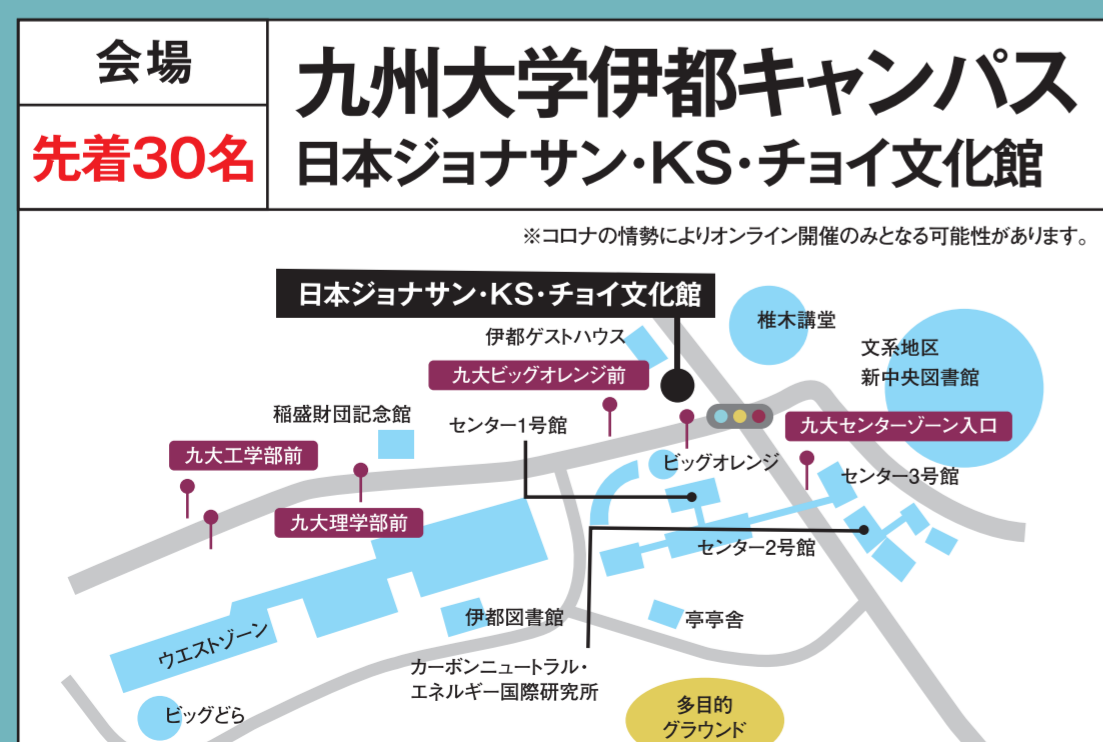 会場
九州大学伊都キャンパス
先着30名
日本ジョナサン・KS・チョイ文化館
※コロナの情勢によりオンライン開催のみとなる可能性があります。
日本ジョナサン・KS・チョイ文化館
椎木講堂
伊都ゲストハウス
文系地区
新中央図書館
九大ビッグオレンジ前
稲盛財団記念館
センター1号館
九大センターゾーン入口
九大工学部前
ビッグオレンジ
センター3号館
九大理学部前
センター2号館
伊都図書館
亭亭舎
ウエストゾーン
カーボンニュートラル・
エネルギー国際研究所
ビッグどら
多目的
グラウンド